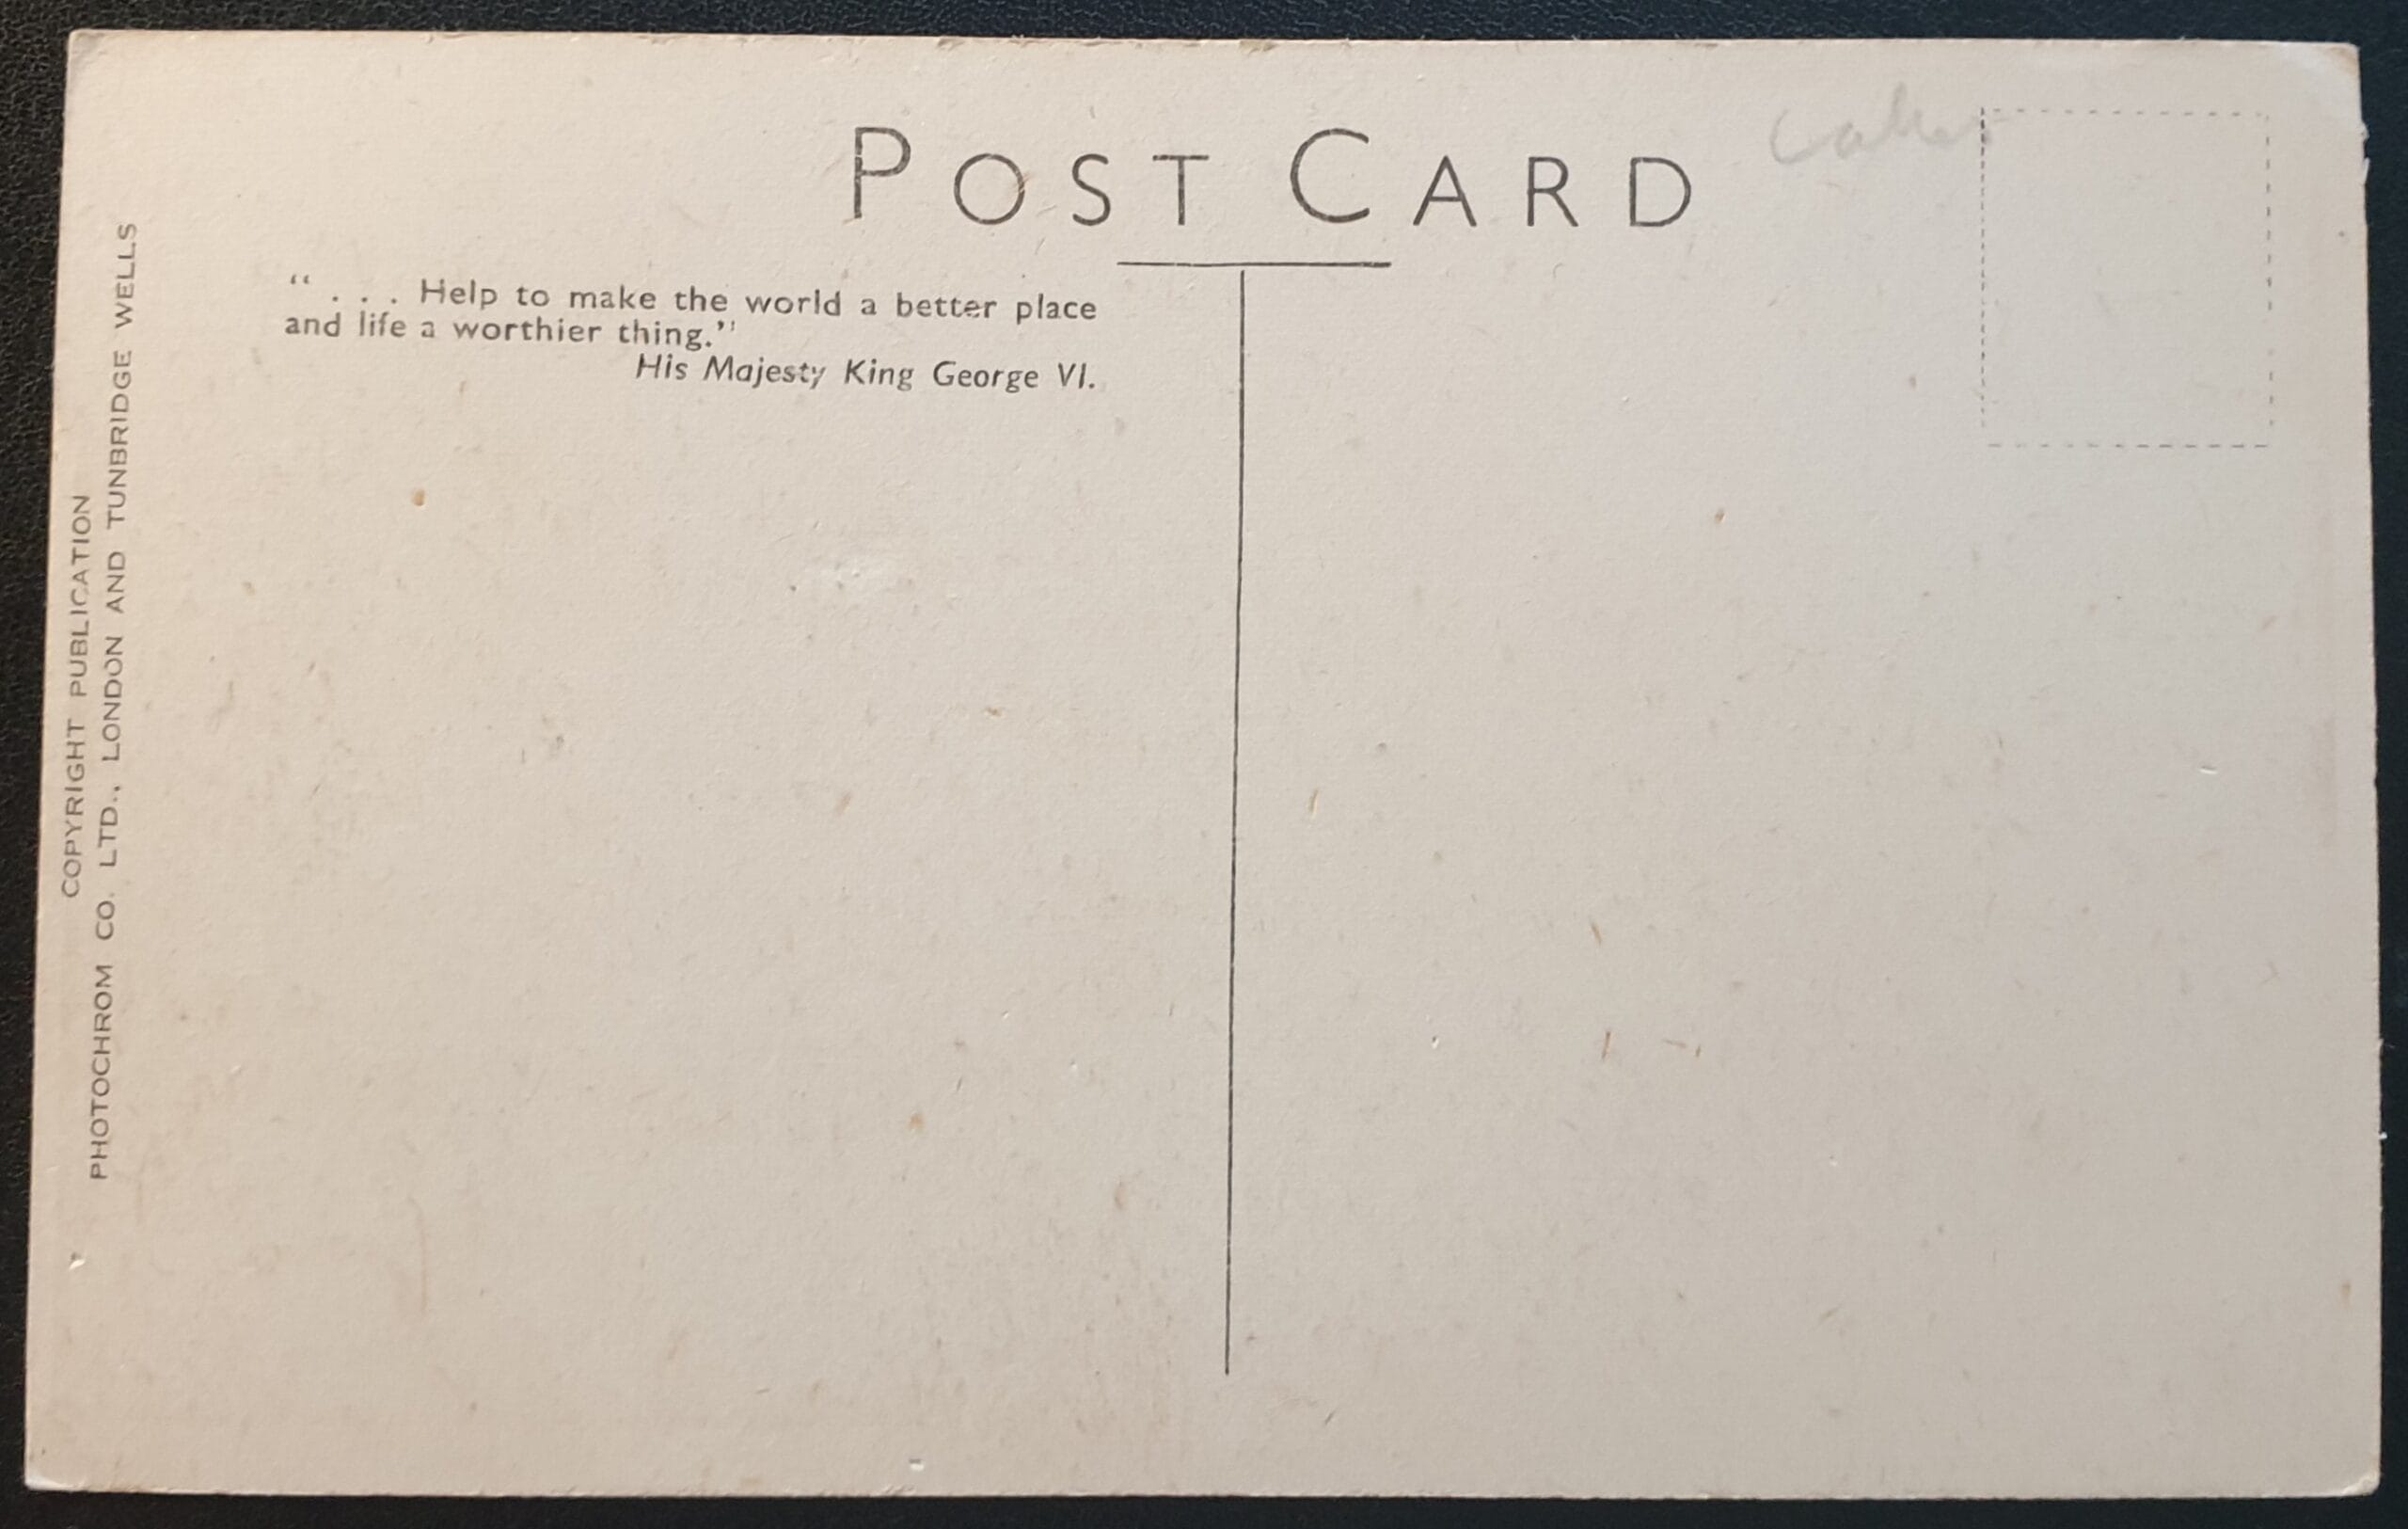 POST CARD
“ . . . Help to make the world a better place
and life a worthier thing.”
His Majesty King George VI.
COPYRIGHT PUBLICATION
PHOTOCHROM CO. LTD., LONDON AND TUNBRIDGE WELLS